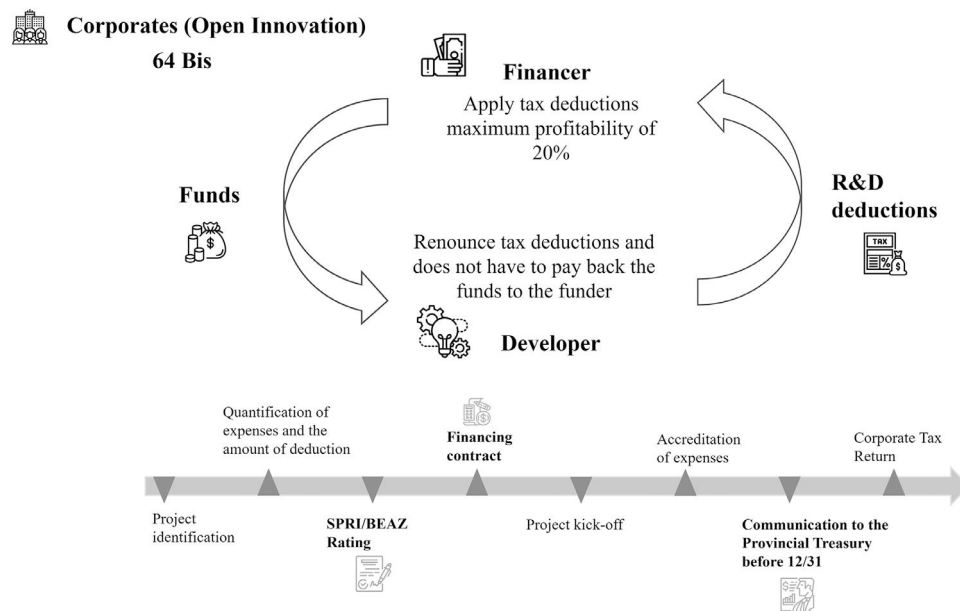 Corporates (Open Innovation)
64 Bis
Financer
Apply tax deductions
maximum profitability of
20%
Funds
R&D
deductions
TAX
Renounce tax deductions and
does not have to pay back the
funds to the funder
Developer
Quantification of
expenses and the
amount of deduction
Financing
contract
Accreditation
of expenses
Corporate Tax
Return
Project
identification
SPRI/BEAZ
Rating
Project kick-off
Communication to the
Provincial Treasury
before 12/31